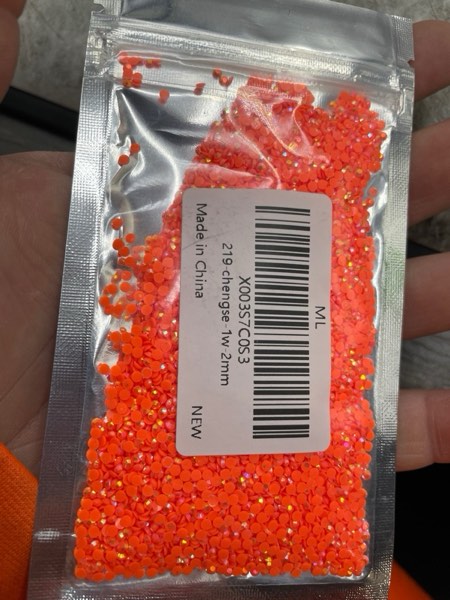 ML
X003S7C0S3
219-chengse-1w-2mm
Made in China NEW